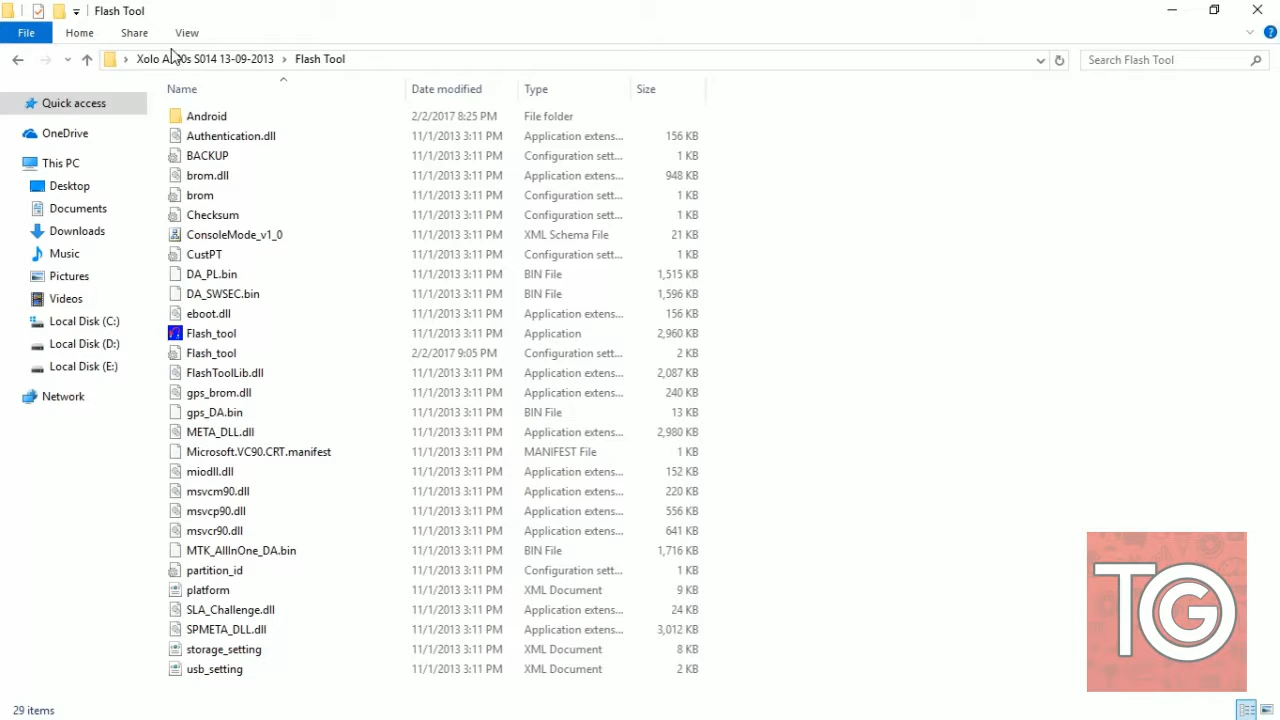 Flash Tool
File Home Share View
Xolo A500s S014 13-09-2013 Flash Tool Search Flash Tool
Name Date modified Type Size
Quick access
OneDrive
This PC
Desktop
Documents
Downloads
Music
Pictures
Videos
Local Disk (C:)
Local Disk (D:)
Local Disk (E:)
Network
Android 2/2/2017 8:25 PM File folder
Authentication.dll 11/1/2013 3:11 PM Application extens... 156 KB
BACKUP 11/1/2013 3:11 PM Configuration sett... 1 KB
brom.dll 11/1/2013 3:11 PM Application extens... 948 KB
brom 11/1/2013 3:11 PM Configuration sett... 1 KB
Checksum 11/1/2013 3:11 PM Configuration sett... 1 KB
ConsoleMode_v1_0 11/1/2013 3:11 PM XML Schema File 21 KB
CustPT 11/1/2013 3:11 PM Configuration sett... 1 KB
DA_PL.bin 11/1/2013 3:11 PM BIN File 1,515 KB
DA_SWSEC.bin 11/1/2013 3:11 PM BIN File 1,596 KB
eboot.dll 11/1/2013 3:11 PM Application extens... 156 KB
Flash_tool 11/1/2013 3:11 PM Application 2,960 KB
Flash_tool 2/2/2017 9:05 PM Configuration sett... 2 KB
FlashToolLib.dll 11/1/2013 3:11 PM Application extens... 2,087 KB
gps_brom.dll 11/1/2013 3:11 PM Application extens... 240 KB
gps_DA.bin 11/1/2013 3:11 PM BIN File 13 KB
META_DLL.dll 11/1/2013 3:11 PM Application extens... 2,980 KB
Microsoft.VC90.CRT.manifest 11/1/2013 3:11 PM MANIFEST File 1 KB
miodll.dll 11/1/2013 3:11 PM Application extens... 152 KB
msvcm90.dll 11/1/2013 3:11 PM Application extens... 220 KB
msvcp90.dll 11/1/2013 3:11 PM Application extens... 556 KB
msvcr90.dll 11/1/2013 3:11 PM Application extens... 641 KB
MTK_AllInOne_DA.bin 11/1/2013 3:11 PM BIN File 1,716 KB
partition_id 11/1/2013 3:11 PM Configuration sett... 1 KB
platform 11/1/2013 3:11 PM XML Document 9 KB
SLA_Challenge.dll 11/1/2013 3:11 PM Application extens... 24 KB
SPMETA_DLL.dll 11/1/2013 3:11 PM Application extens... 3,012 KB
storage_setting 11/1/2013 3:11 PM XML Document 8 KB
usb_setting 11/1/2013 3:11 PM XML Document 2 KB
TG
29 items